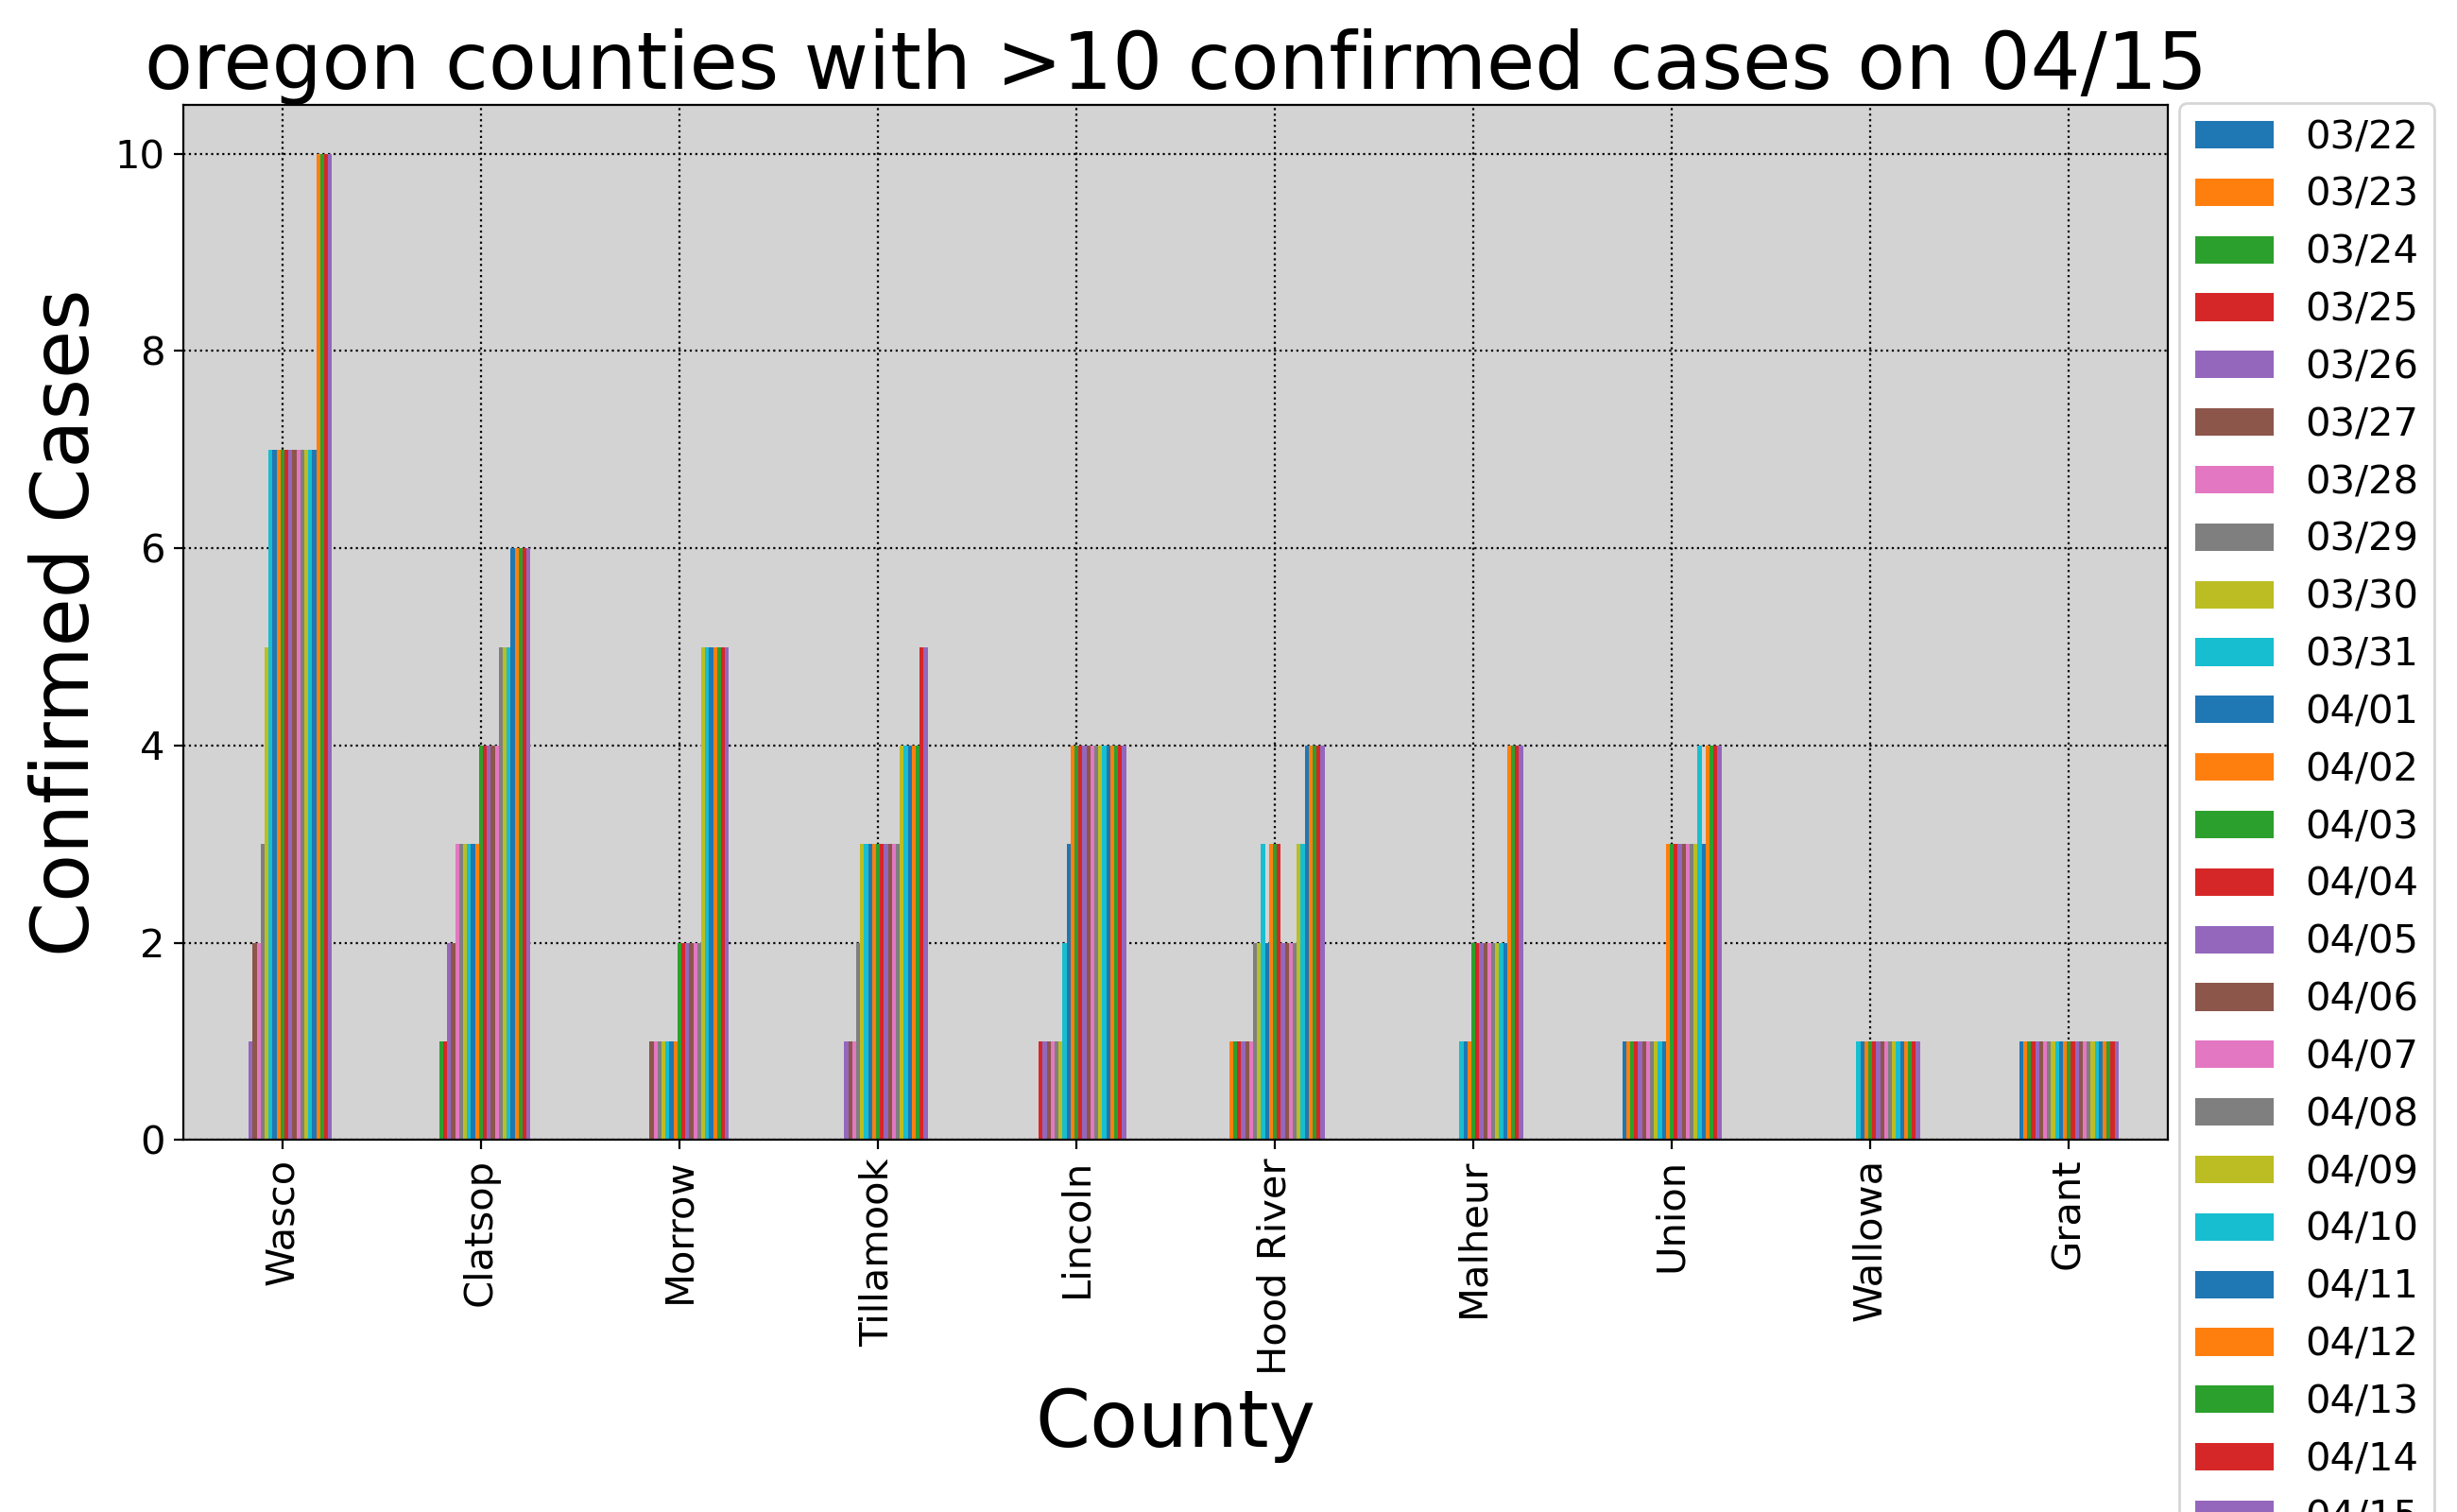 oregon counties with >10 confirmed cases on 04/15
Confirmed Cases
10
8
6
4
2
0
Wasco
Clatsop
Morrow
Tillamook
Lincoln
Hood River
Malheur
Union
Wallowa
Grant
County
03/22
03/23
03/24
03/25
03/26
03/27
03/28
03/29
03/30
03/31
04/01
04/02
04/03
04/04
04/05
04/06
04/07
04/08
04/09
04/10
04/11
04/12
04/13
04/14
04/15